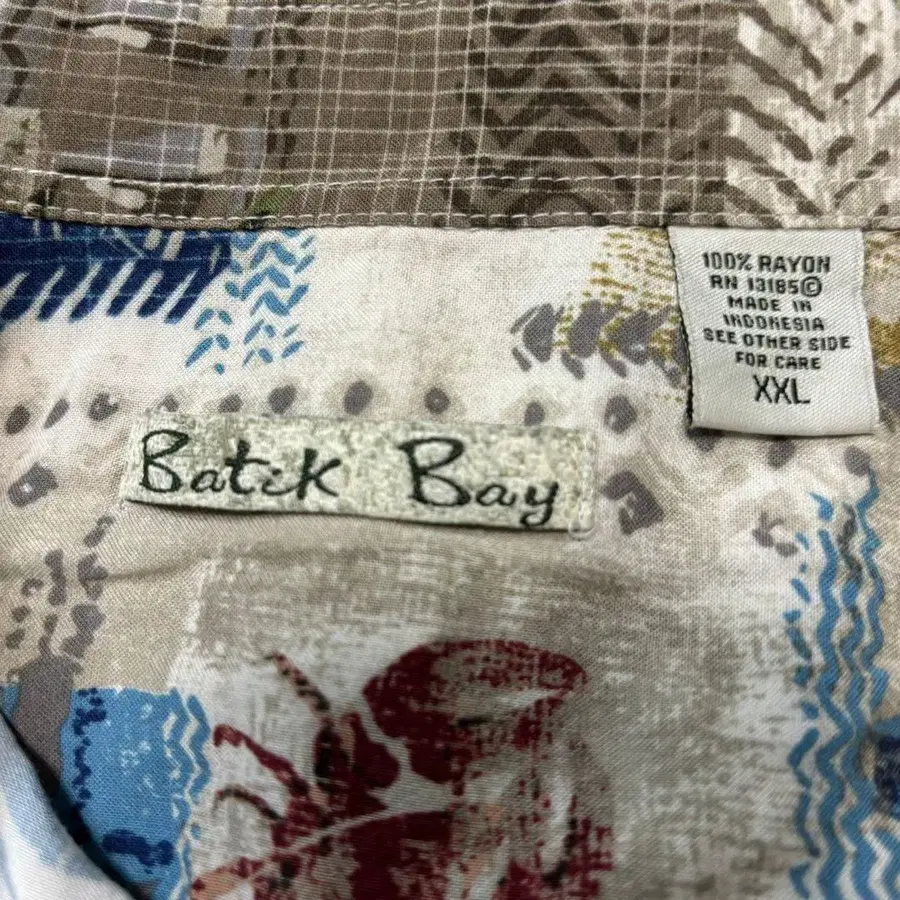 100% RAYON
RN 13185©
MADE IN
INDONESIA
SEE OTHER SIDE
FOR CARE
XXL
Batik Bay